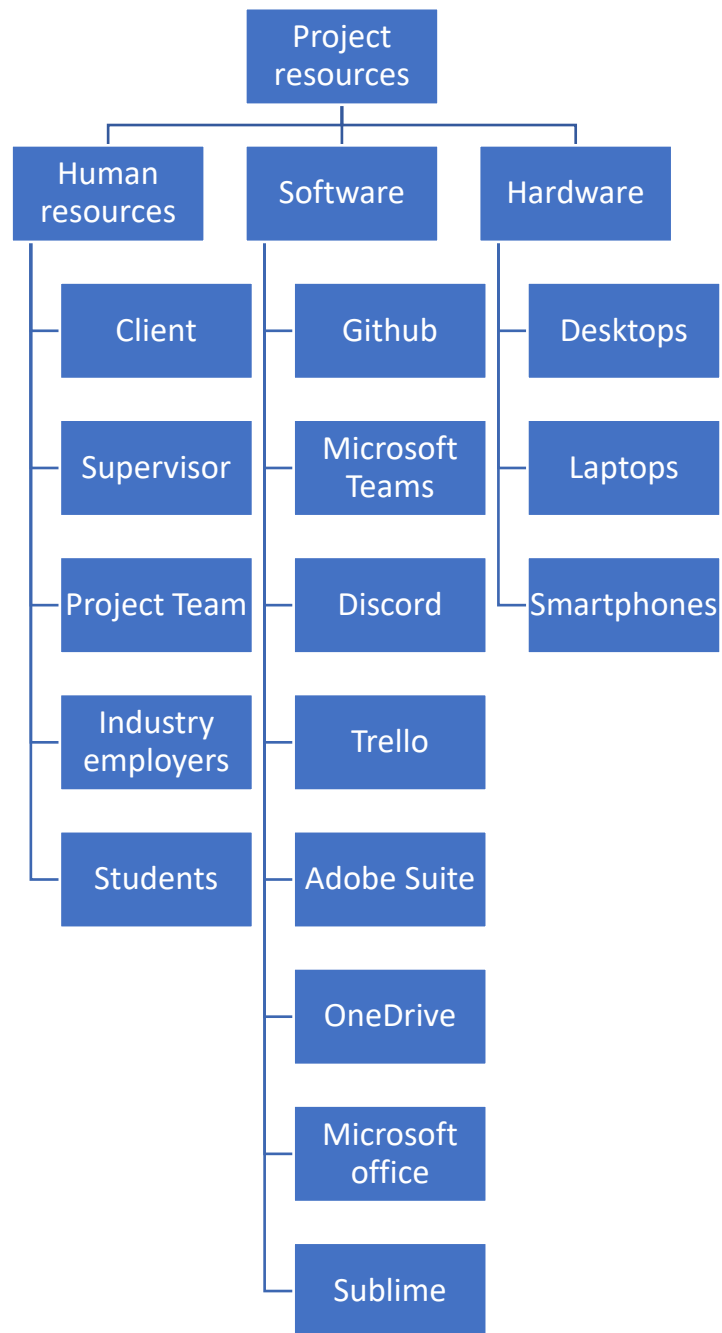 Project
resources
Human
resources
Software
Hardware
Client
Supervisor
Project Team
Industry
employers
Students
Github
Microsoft
Teams
Discord
Trello
Adobe Suite
OneDrive
Microsoft
office
Sublime
Desktops
Laptops
Smartphones